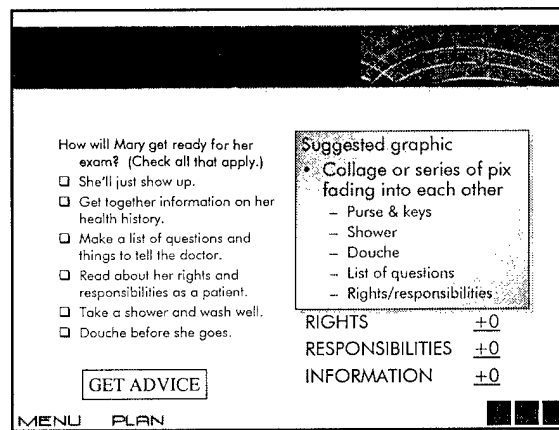 How will Mary get ready for her
exam? (Check all that apply.)
❑ She'll just show up.
❑ Get together information on her
health history.
❑ Make a list of questions and
things to tell the doctor.
❑ Read about her rights and
responsibilities as a patient.
❑ Take a shower and wash well.
❑ Douche before she goes.
GET ADVICE
Suggested graphic
• Collage or series of pix
fading into each other
– Purse & keys
– Shower
– Douche
– List of questions
– Rights/responsibilities
RIGHTS +0
RESPONSIBILITIES +0
INFORMATION +0
MENU PLAN